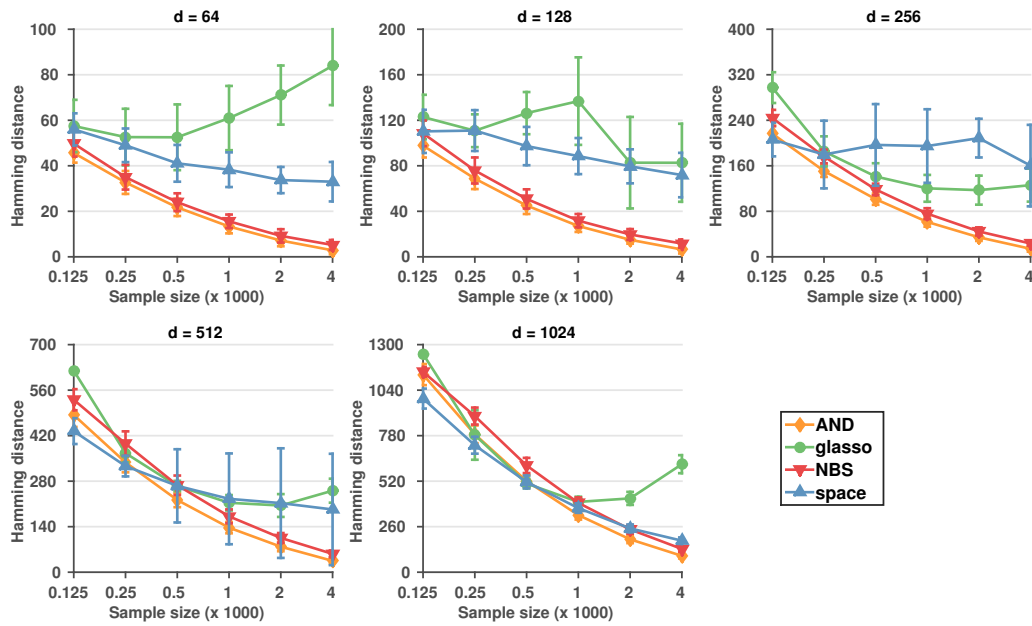 d = 64
100
80
60
40
20
0
Hamming distance
0.125 0.25 0.5 1 2 4
Sample size (x 1000)
d = 128
200
160
120
80
40
0
Hamming distance
0.125 0.25 0.5 1 2 4
Sample size (x 1000)
d = 256
400
320
240
160
80
0
Hamming distance
0.125 0.25 0.5 1 2 4
Sample size (x 1000)
d = 512
700
560
420
280
140
0
Hamming distance
0.125 0.25 0.5 1 2 4
Sample size (x 1000)
d = 1024
1300
1040
780
520
260
0
Hamming distance
0.125 0.25 0.5 1 2 4
Sample size (x 1000)
AND
glasso
NBS
space